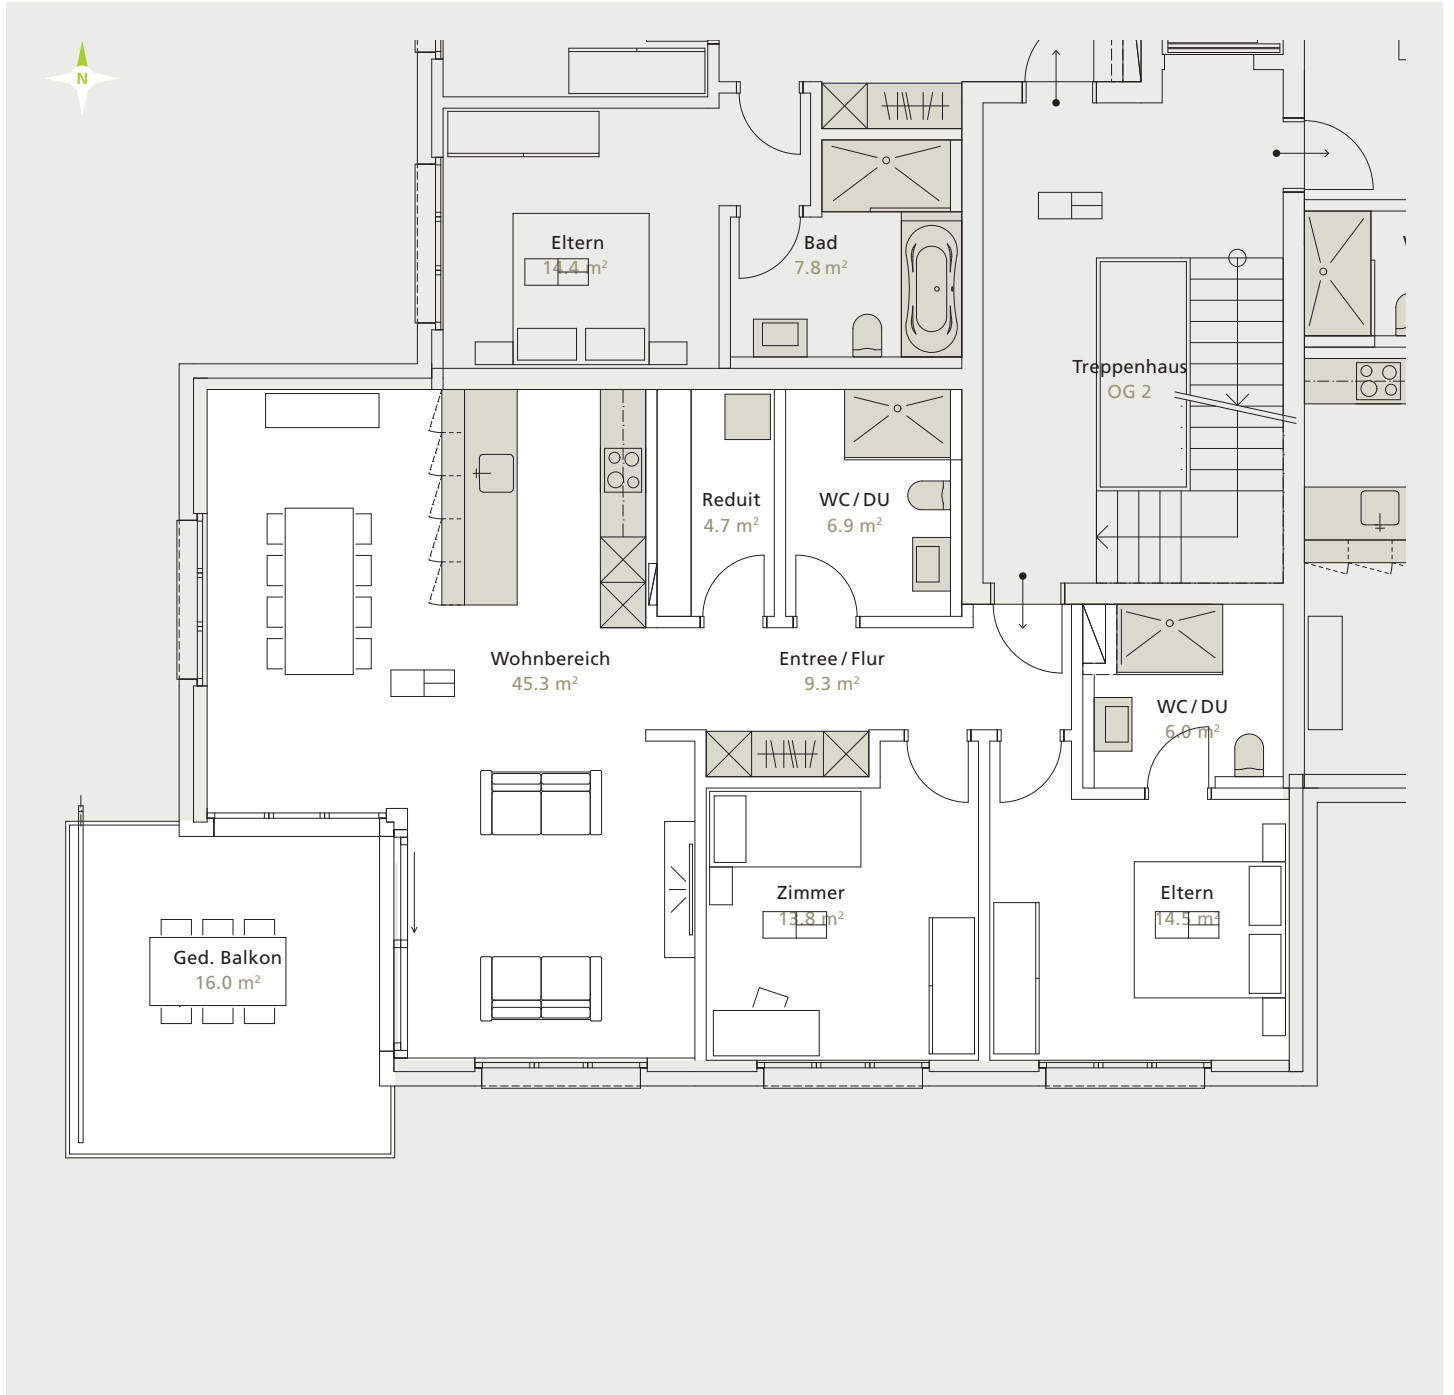 N
Eltern
14.4 m²
Bad
7.8 m²
Treppenhaus
OG 2
Reduit
4.7 m²
WC / DU
6.9 m²
Wohnbereich
45.3 m²
Entree / Flur
9.3 m²
WC / DU
6.0 m²
Zimmer
13.8 m²
Eltern
14.5 m²
Ged. Balkon
16.0 m²